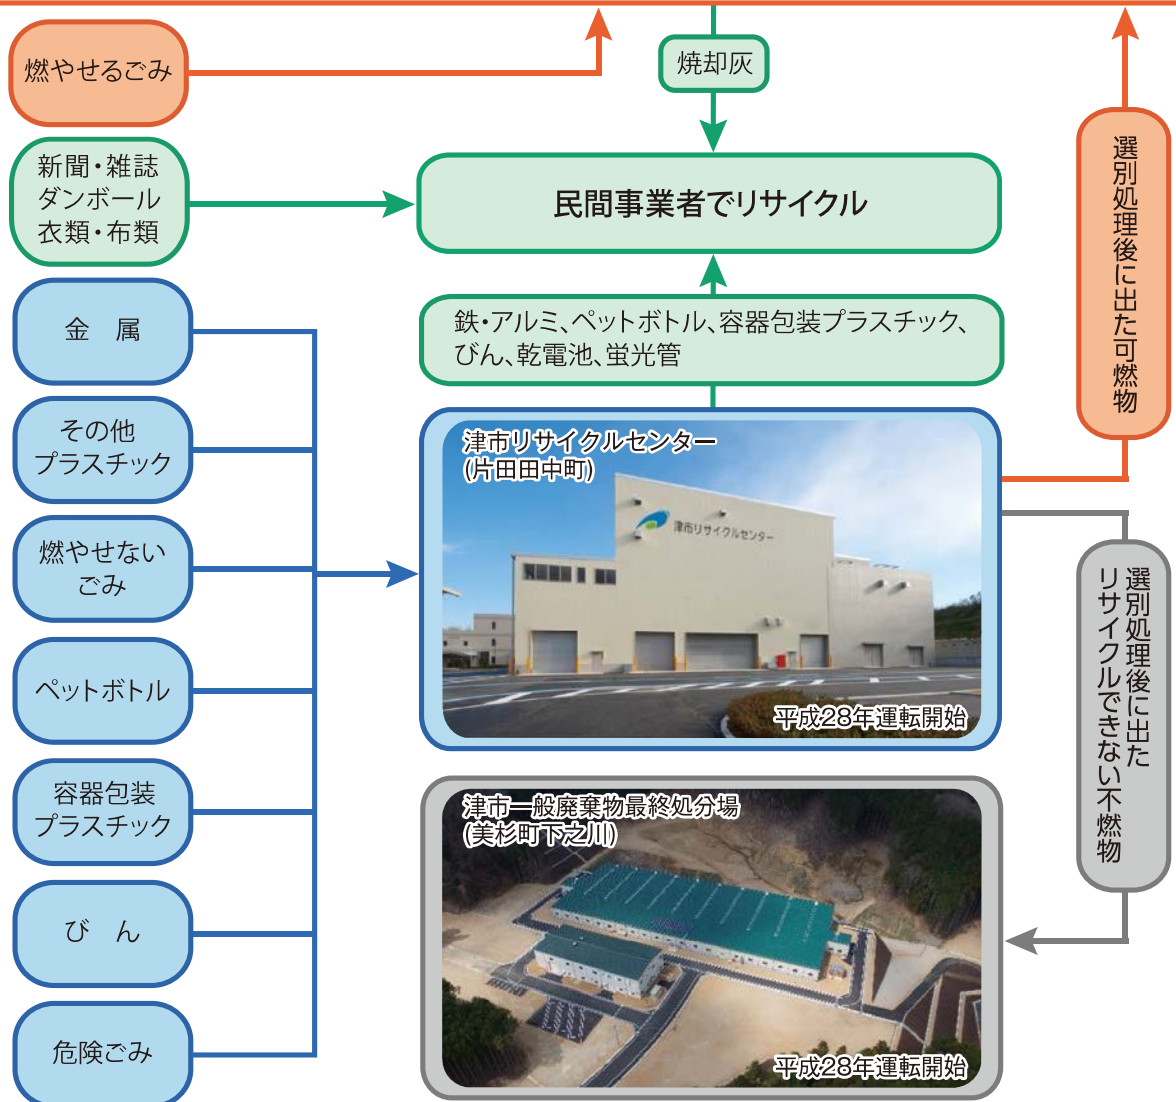 燃やせるごみ
焼却灰
新聞・雑誌
ダンボール
衣類・布類
民間事業者でリサイクル
選別処理後に出た可燃物
金　属
鉄・アルミ、ペットボトル、容器包装プラスチック、
びん、乾電池、蛍光管
その他
プラスチック
津市リサイクルセンター
(片田田中町)
津市リサイクルセンター
燃やせない
ごみ
ペットボトル
平成28年運転開始
選別処理後に出た
リサイクルできない不燃物
容器包装
プラスチック
津市一般廃棄物最終処分場
(美杉町下之川)
び　ん
危険ごみ
平成28年運転開始